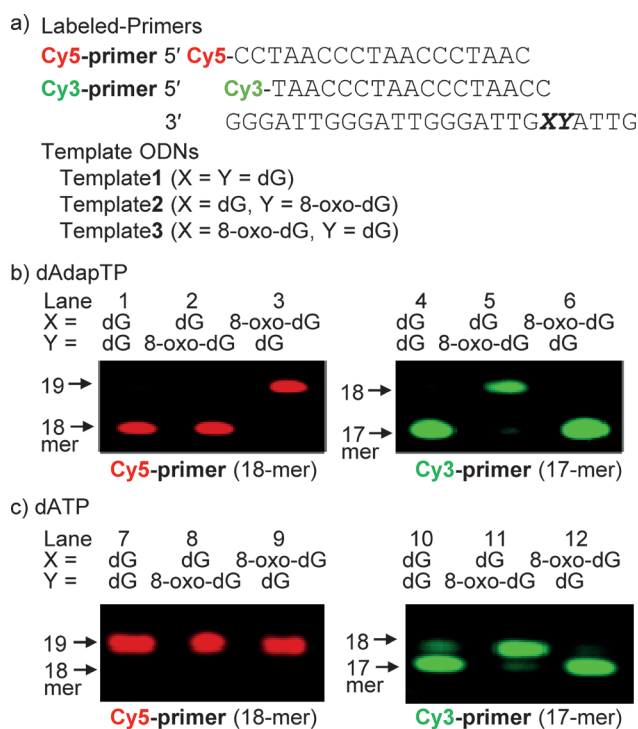 a) Labeled-Primers
Cy5-primer 5′ Cy5-CCTAACCCTAACCCTAAC
Cy3-primer 5′ Cy3-TAACCCTAACCCTAACC
3′ GGGATTGGGATTGGGATTGXYATTG
Template ODNs
Template1 (X = Y = dG)
Template2 (X = dG, Y = 8-oxo-dG)
Template3 (X = 8-oxo-dG, Y = dG)
b) dAdapTP
Lane 1 2 3 4 5 6
X = dG dG 8-oxo-dG dG dG 8-oxo-dG
Y = dG 8-oxo-dG dG dG 8-oxo-dG dG
19 18
18 17
mer mer
Cy5-primer (18-mer) Cy3-primer (17-mer)
c) dATP
Lane 7 8 9 10 11 12
X = dG dG 8-oxo-dG dG dG 8-oxo-dG
Y = dG 8-oxo-dG dG dG 8-oxo-dG dG
19 18
18 17
mer mer
Cy5-primer (18-mer) Cy3-primer (17-mer)